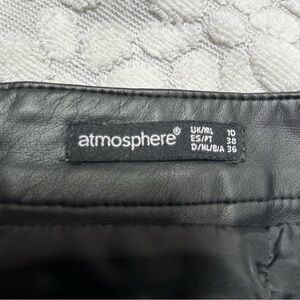 atmosphere®
UK/IRL 10
ES/PT 38
D/NL/B/A 36